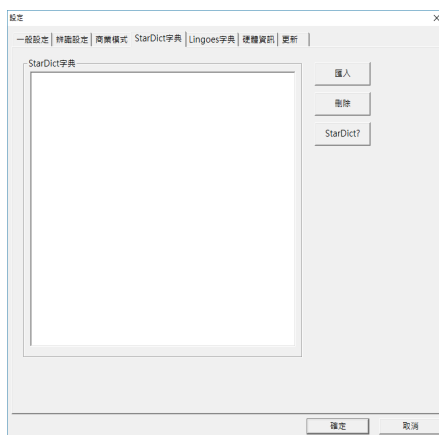 設定
一般設定 辨識設定 商業模式 StarDict字典 Lingoes字典 硬體資訊 更新
StarDict字典
匯入
刪除
StarDict?
確定
取消